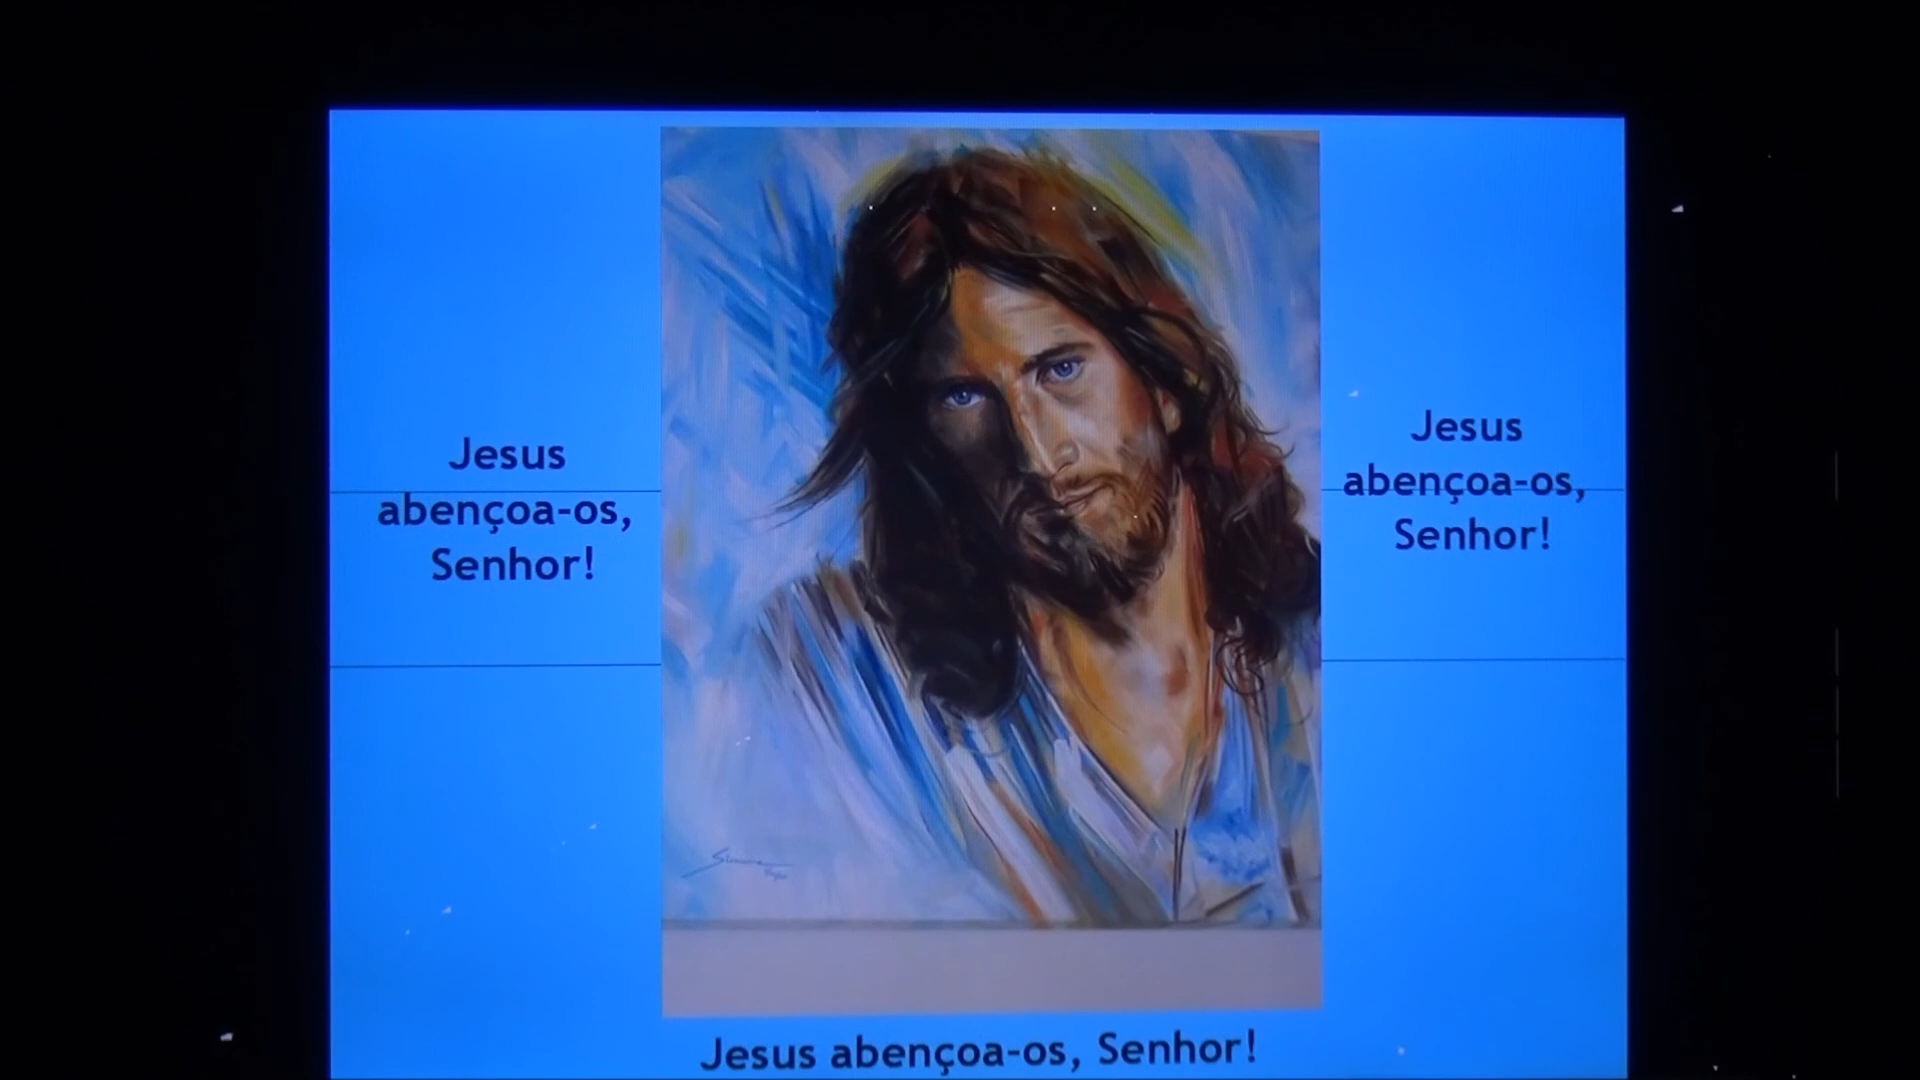 Jesus
abençoa-os,
Senhor!
Jesus
abençoa-os,
Senhor!
Jesus abençoa-os, Senhor!